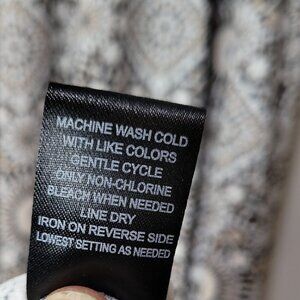 MACHINE WASH COLD
WITH LIKE COLORS
GENTLE CYCLE
ONLY NON-CHLORINE
BLEACH WHEN NEEDED
LINE DRY
IRON ON REVERSE SIDE
LOWEST SETTING AS NEEDED